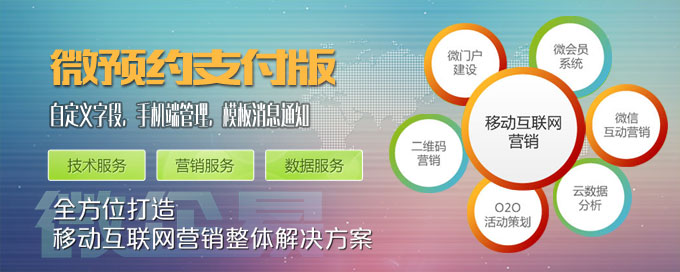 微预约支付版
自定义字段，手机端管理，模板消息通知
技术服务
营销服务
数据服务
全方位打造
移动互联网营销整体解决方案
微门户
建设
微会员
系统
移动互联网
营销
微信
互动营销
二维码
营销
云数据
分析
O2O
活动策划